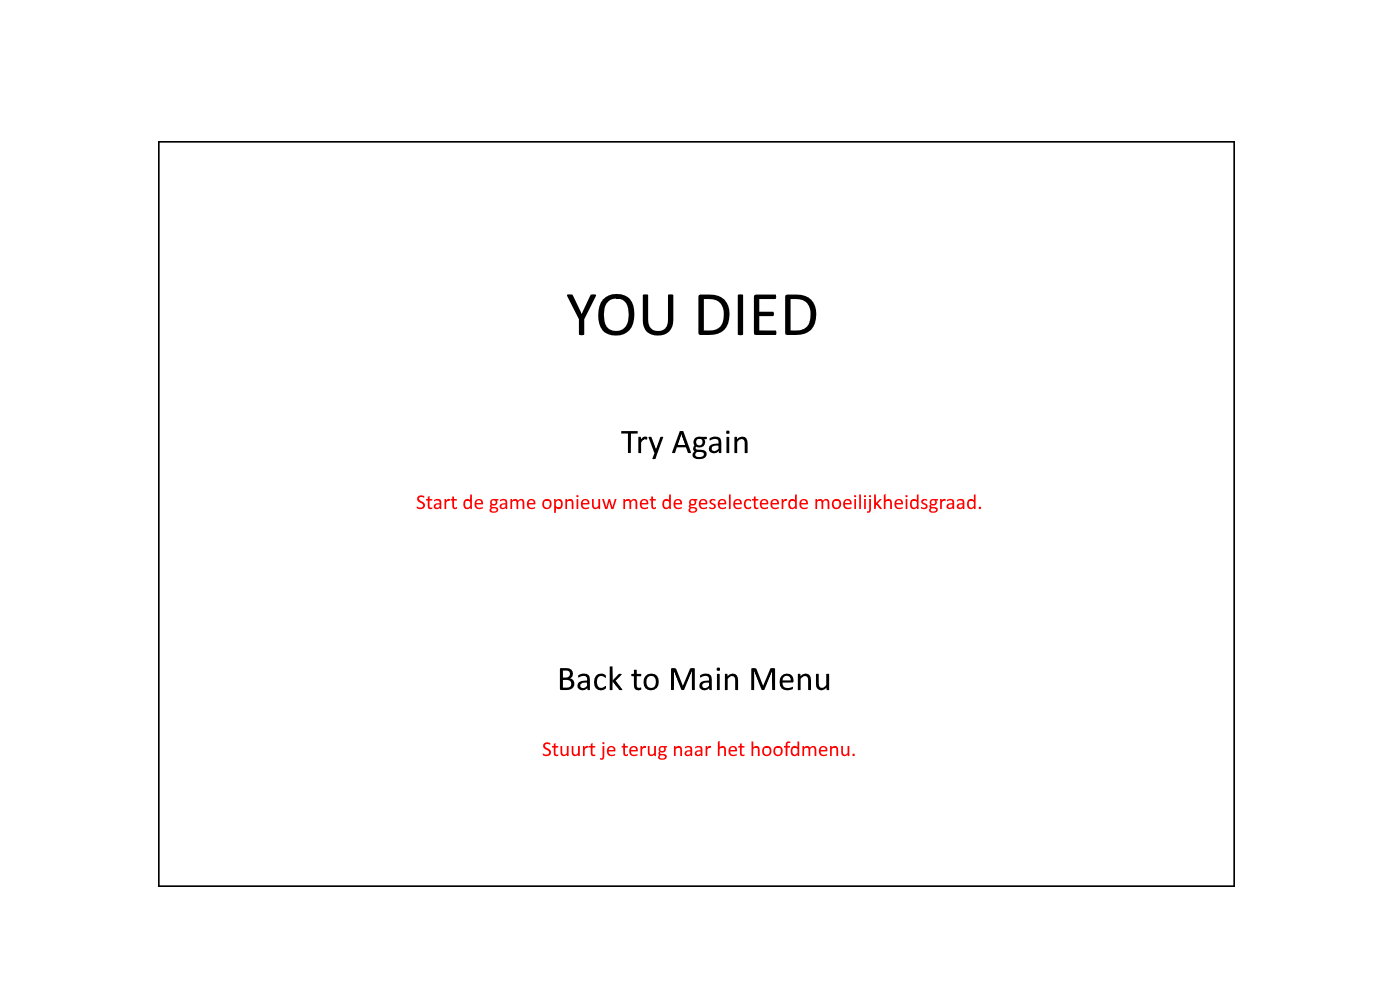 YOU DIED
Try Again
Start de game opnieuw met de geselecteerde moeilijkheidsgraad.
Back to Main Menu
Stuurt je terug naar het hoofdmenu.